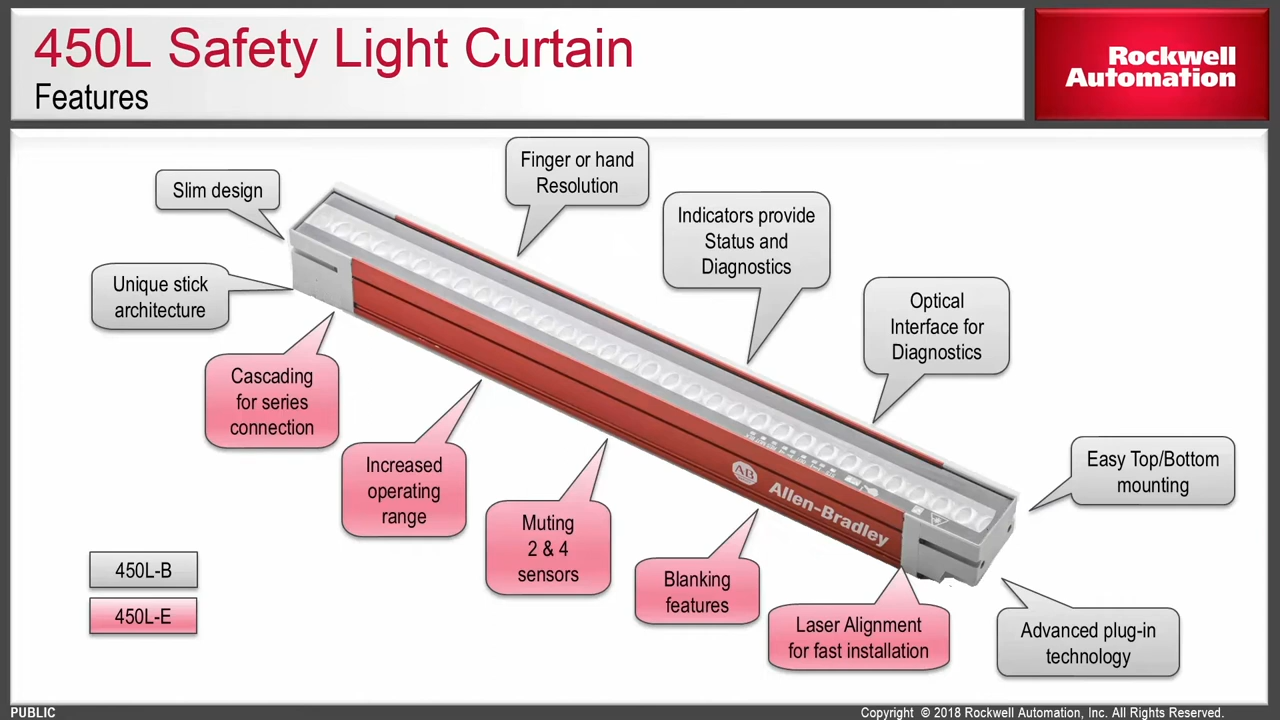 450L Safety Light Curtain
Features
Rockwell
Automation
Finger or hand
Resolution
Slim design
Indicators provide
Status and
Diagnostics
Unique stick
architecture
Optical
Interface for
Diagnostics
Cascading
for series
connection
Increased
operating
range
Easy Top/Bottom
mounting
AB
Allen-Bradley
Muting
2 & 4
sensors
Blanking
features
450L-B
450L-E
Laser Alignment
for fast installation
Advanced plug-in
technology
PUBLIC
Copyright © 2018 Rockwell Automation, Inc. All Rights Reserved.